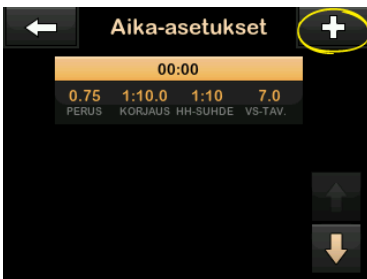 Aika-asetukset
00:00
0.75 1:10.0 1:10 7.0
PERUS KORJAUS HH-SUHDE VS-TAV.